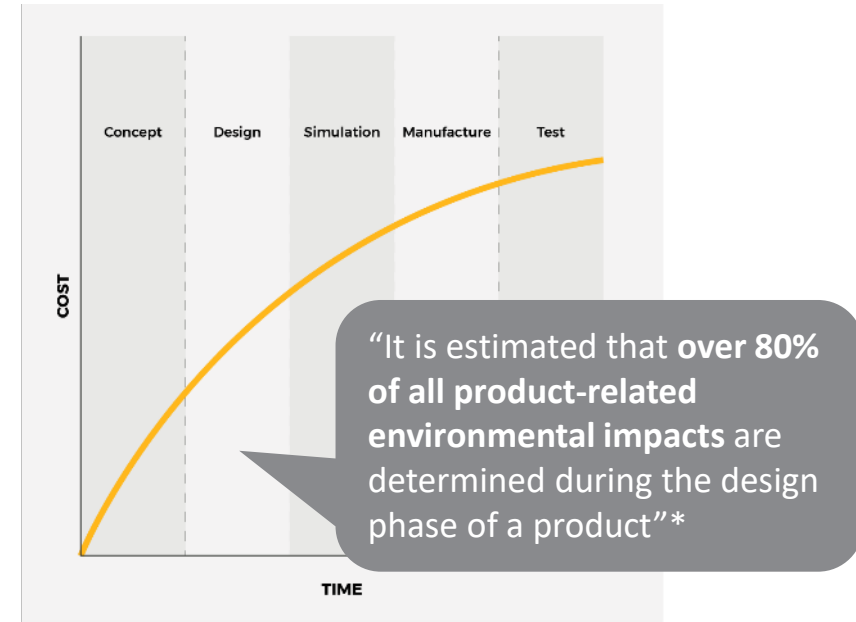 Concept Design Simulation Manufacture Test
COST
“It is estimated that over 80%
of all product-related
environmental impacts are
determined during the design
phase of a product”*
TIME